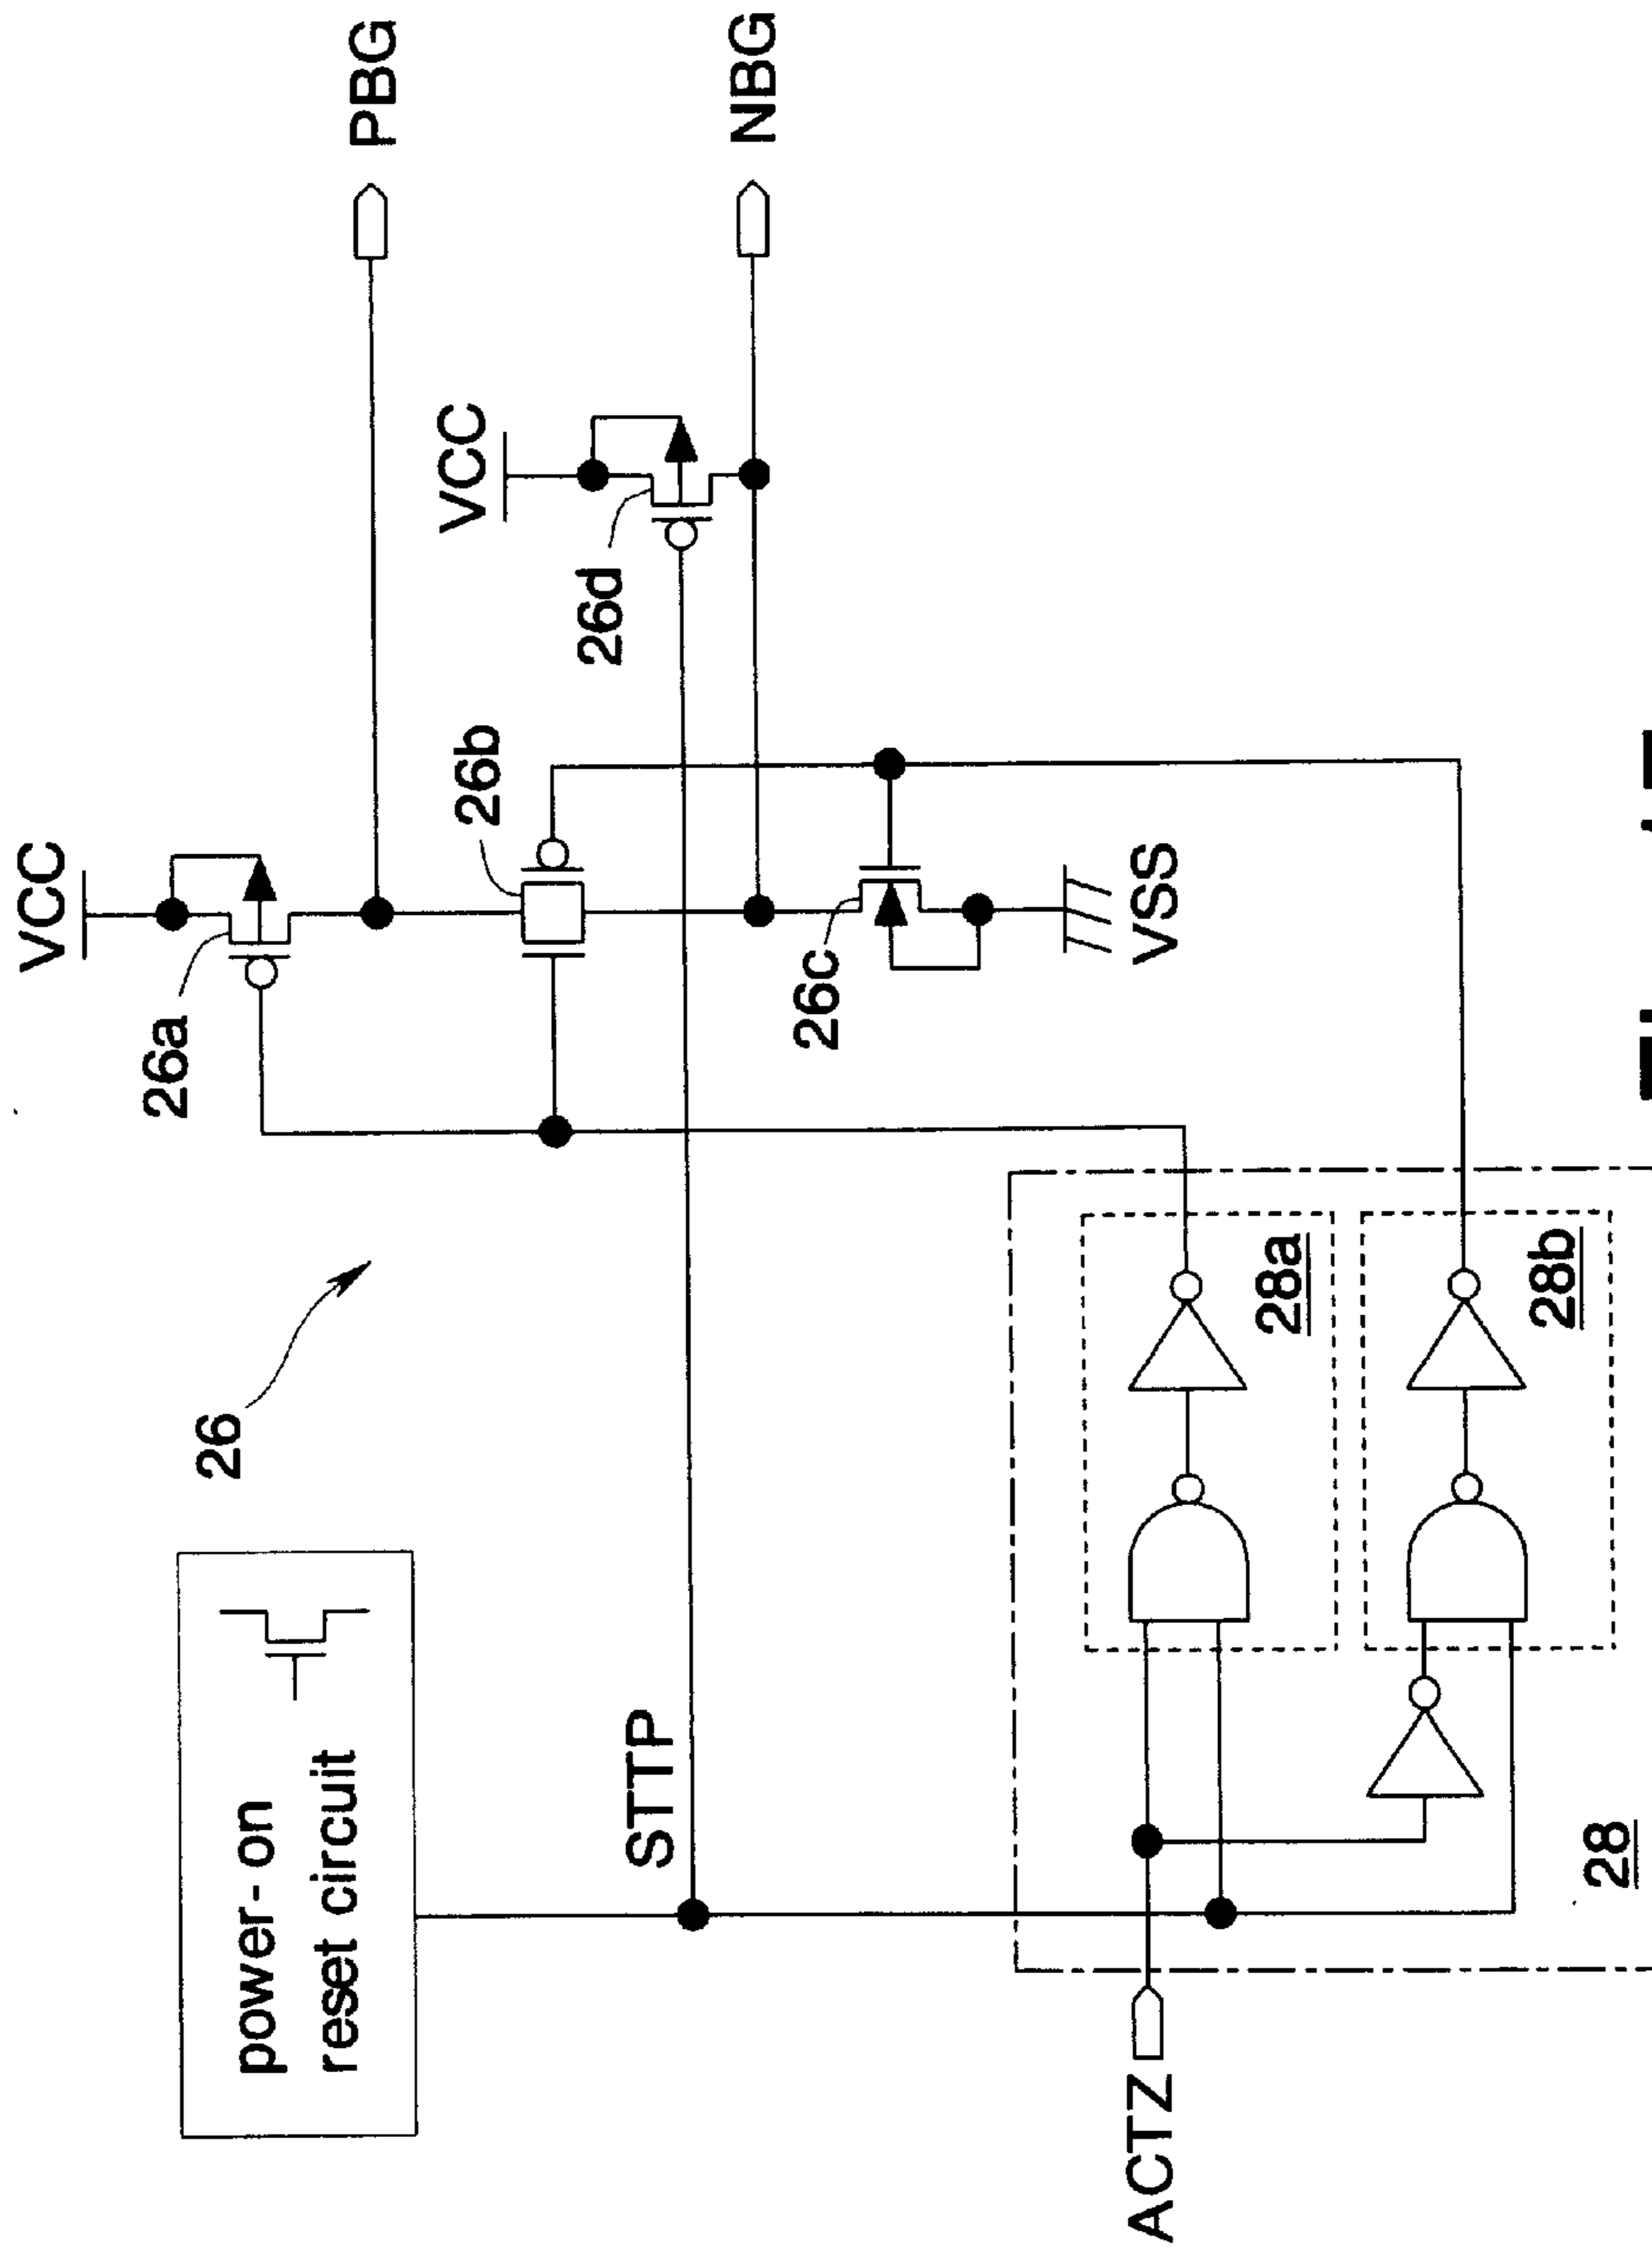 power-on
reset circuit
26
VCC
26a
PBG
26b
VCC
26d
STTP
NBG
26c
VSS
ACTZ
28a
28b
28